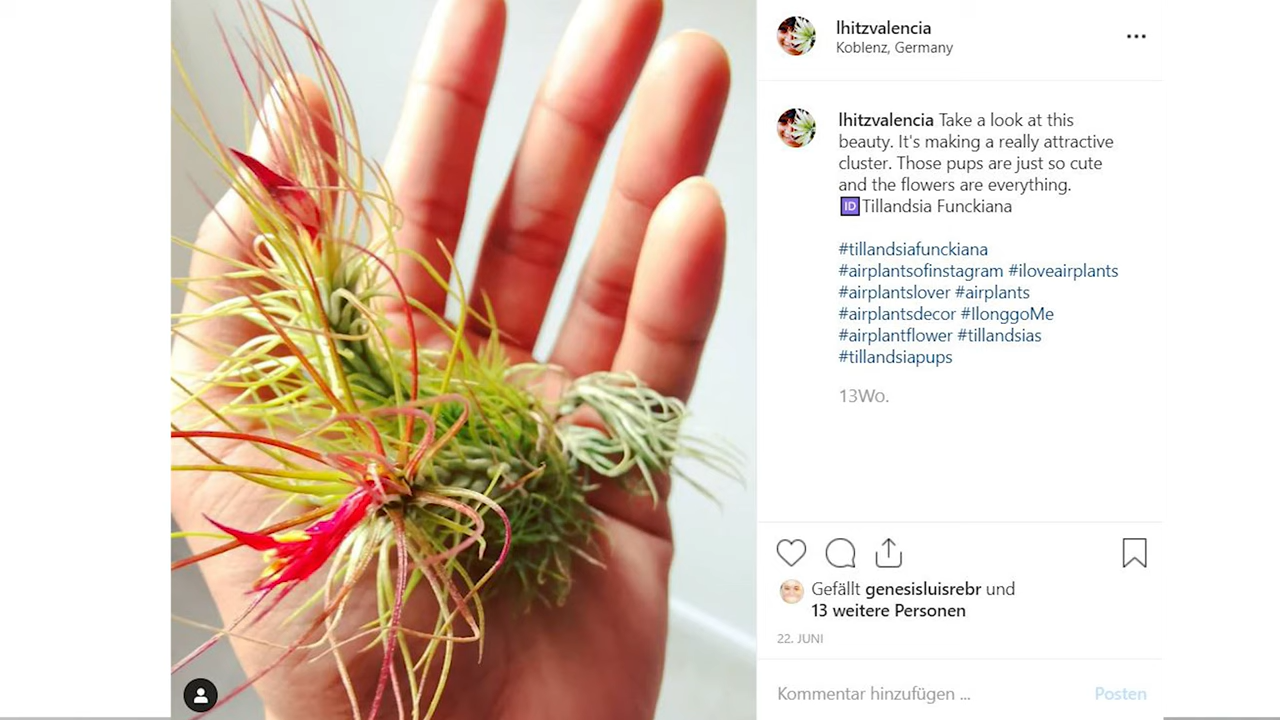 lhitzvalencia
Koblenz, Germany
lhitzvalencia Take a look at this
beauty. It's making a really attractive
cluster. Those pups are just so cute
and the flowers are everything.
🆔Tillandsia Funckiana
#tillandsiafunckiana
#airplantsofinstagram #iloveairplants
#airplantslover #airplants
#airplantsdecor #IlonggoMe
#airplantflower #tillandsias
#tillandsiapups
13Wo.
Gefällt genesisluisrebr und
13 weitere Personen
22. JUNI
Kommentar hinzufügen ... Posten